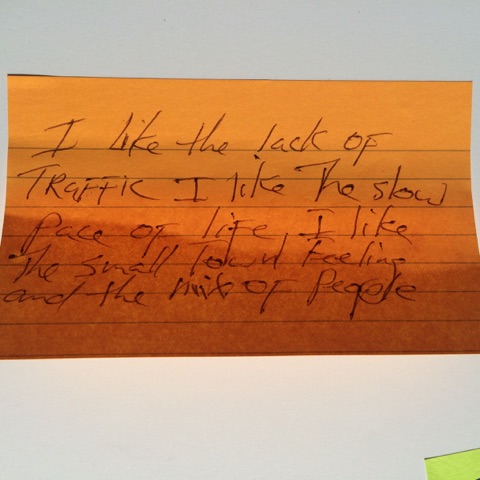 I like the lack OF
TRAFFIC I like The slow
Pace OF life, I like
The small Town Feeling
and the mix OF People